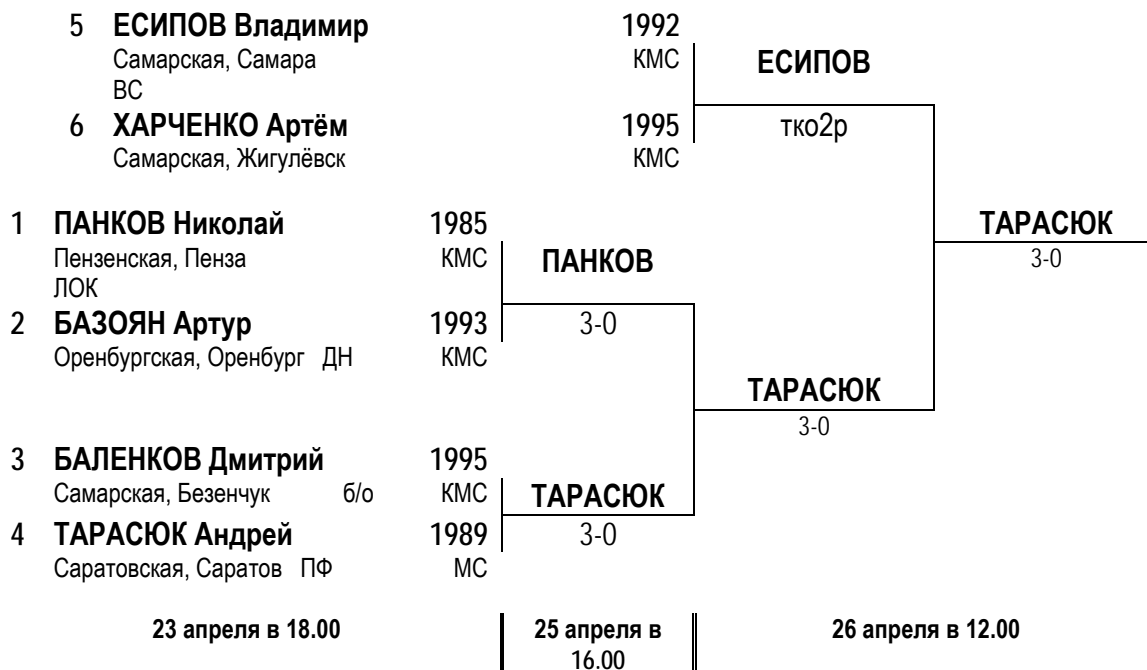 5 ЕСИПОВ Владимир 1992
Самарская, Самара КМС ЕСИПОВ
ВС
6 ХАРЧЕНКО Артём 1995 тко2р
Самарская, Жигулёвск КМС
1 ПАНКОВ Николай 1985 ТАРАСЮК
Пензенская, Пенза КМС ПАНКОВ 3-0
ЛОК
2 БАЗОЯН Артур 1993 3-0
Оренбургская, Оренбург ДН КМС
ТАРАСЮК
3-0
3 БАЛЕНКОВ Дмитрий 1995
Самарская, Безенчук б/о КМС ТАРАСЮК
4 ТАРАСЮК Андрей 1989 3-0
Саратовская, Саратов ПФ МС
23 апреля в 18.00 25 апреля в 26 апреля в 12.00
16.00